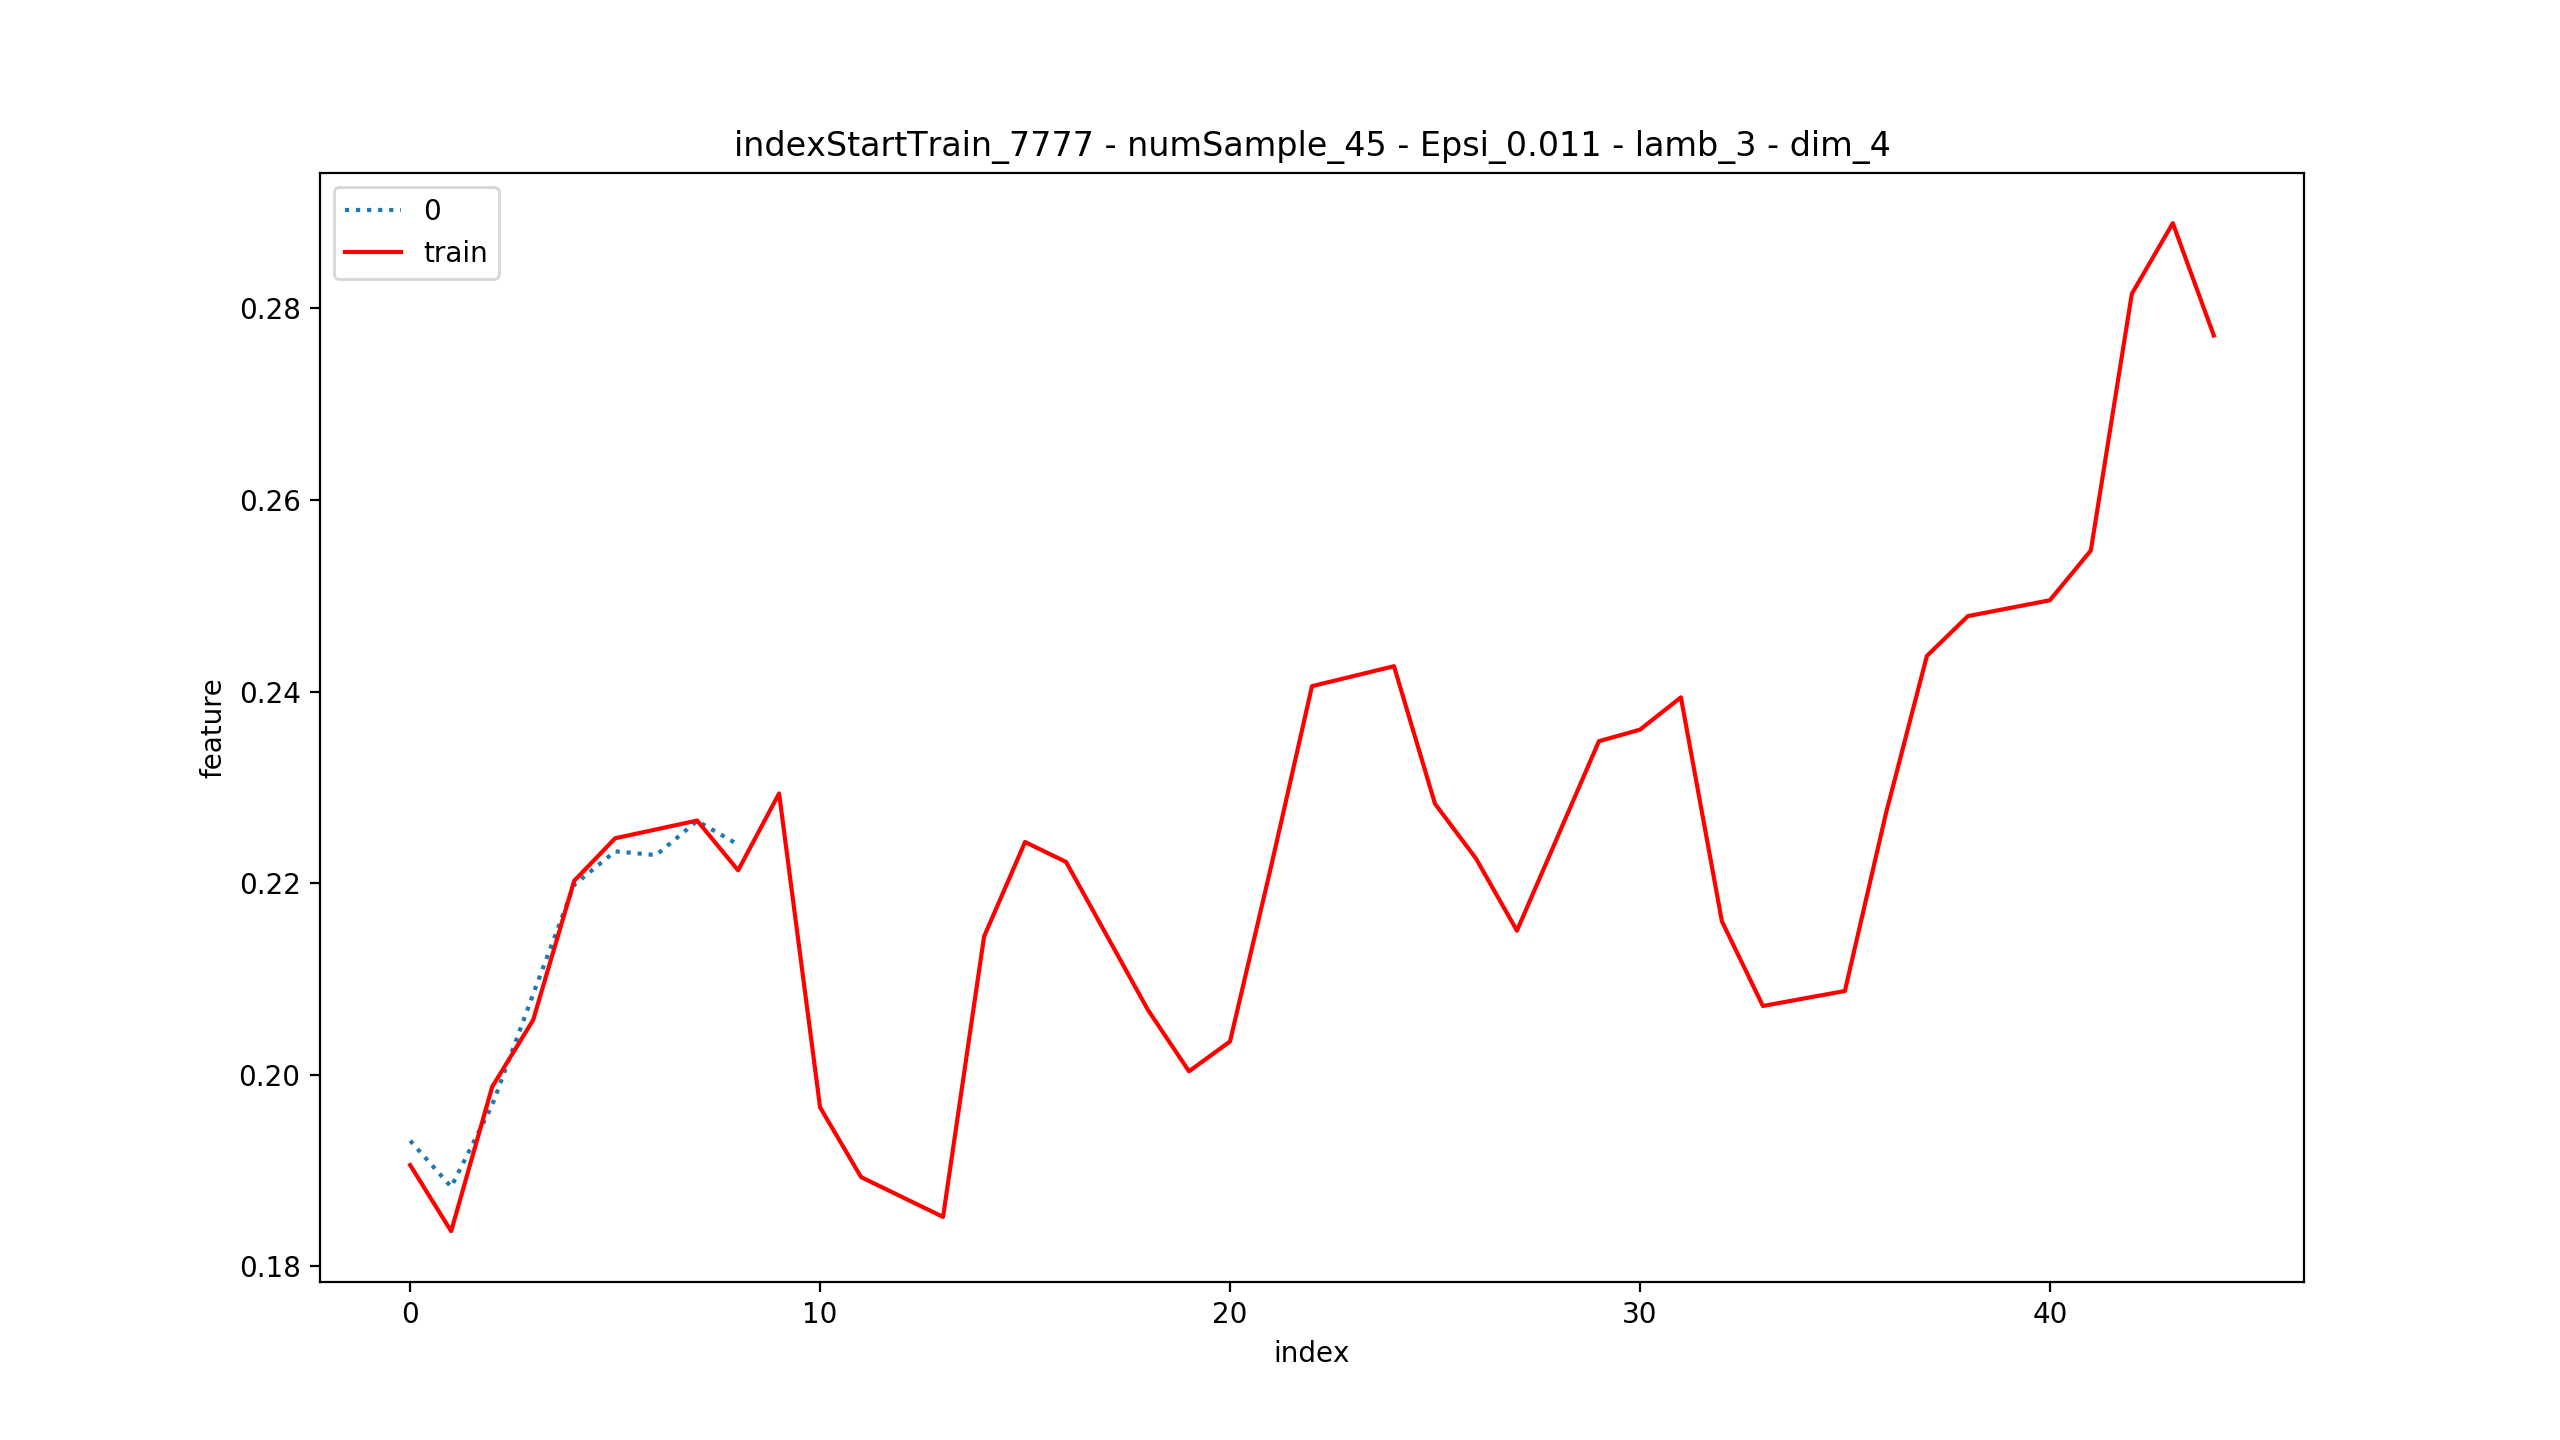 indexStartTrain_7777 - numSample_45 - Epsi_0.011 - lamb_3 - dim_4
0
train
0.28
0.26
0.24
0.22
0.20
0.18
feature
0 10 20 30 40
index